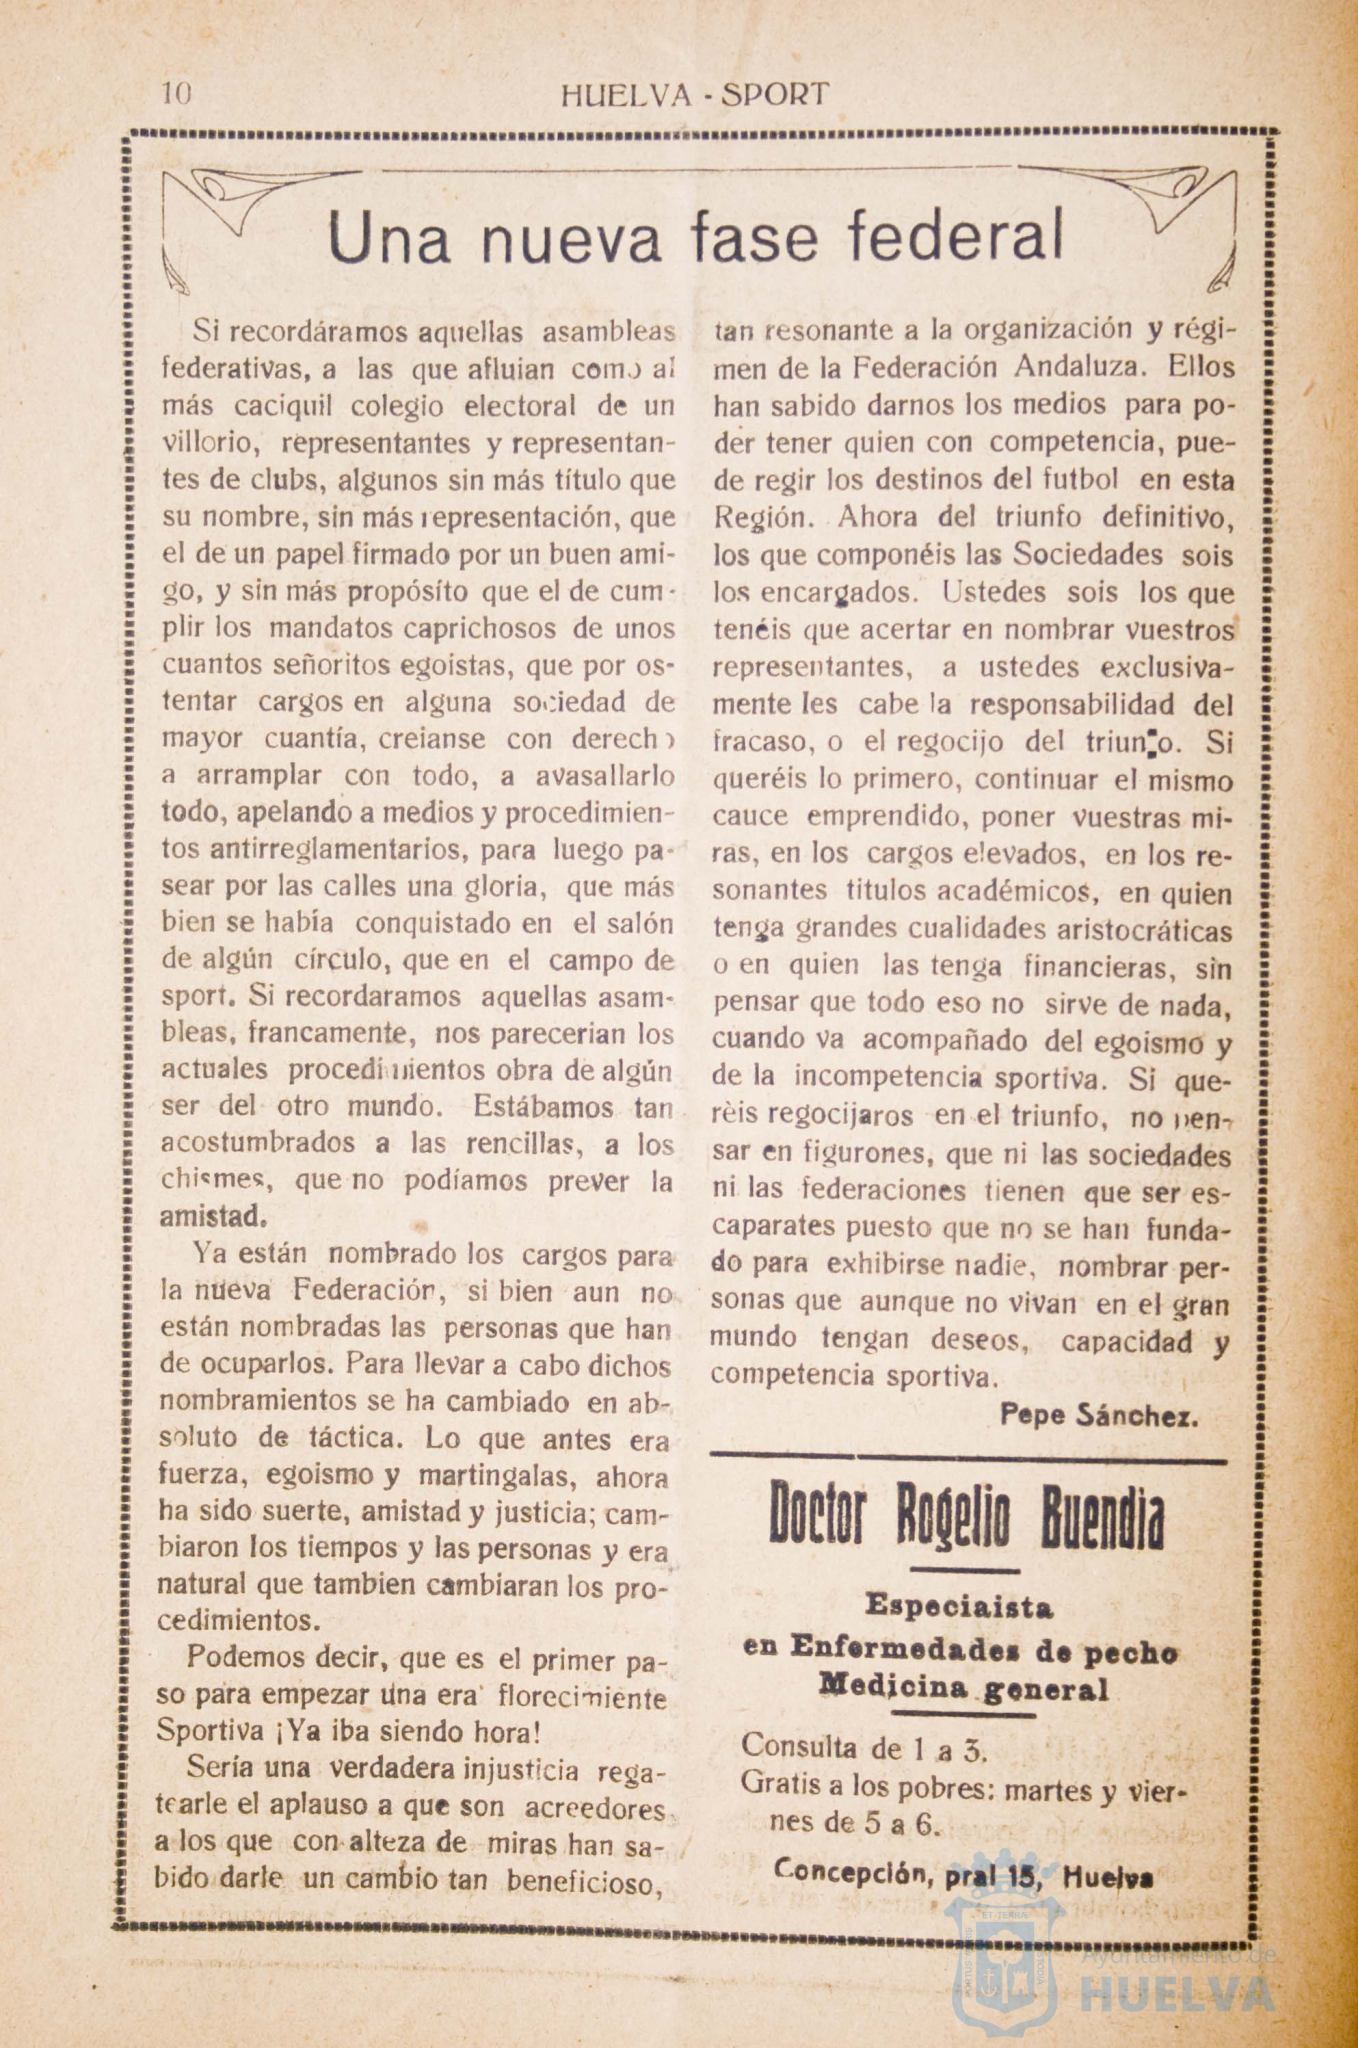 10
HUELVA - SPORT
Una nueva fase federal
Si recordáramos aquellas asambleas
federativas, a las que afluian como al
más caciquil colegio electoral de un
villorio, representantes y representan-
tes de clubs, algunos sin más título que
su nombre, sin más representación, que
el de un papel firmado por un buen ami-
go, y sin más propósito que el de cum-
plir los mandatos caprichosos de unos
cuantos señoritos egoistas, que por os-
tentar cargos en alguna sociedad de
mayor cuantía, creianse con derecho
a arramplar con todo, a avasallarlo
todo, apelando a medios y procedimien-
tos antirreglamentarios, para luego pa-
sear por las calles una gloria, que más
bien se había conquistado en el salón
de algún círculo, que en el campo de
sport. Si recordaramos aquellas asam-
bleas, francamente, nos parecerian los
actuales procedimientos obra de algún
ser del otro mundo. Estábamos tan
acostumbrados a las rencillas, a los
chismes, que no podíamos prever la
amistad.
Ya están nombrado los cargos para
la nueva Federación, si bien aun no
están nombradas las personas que han
de ocuparlos. Para llevar a cabo dichos
nombramientos se ha cambiado en ab-
soluto de táctica. Lo que antes era
fuerza, egoismo y martingalas, ahora
ha sido suerte, amistad y justicia; cam-
biaron los tiempos y las personas y era
natural que tambien cambiaran los pro-
cedimientos.
Podemos decir, que es el primer pa-
so para empezar una era florecimiente
Sportiva ¡Ya iba siendo hora!
Sería una verdadera injusticia rega-
tearle el aplauso a que son acreedores
a los que con alteza de miras han sa-
bido darle un cambio tan beneficioso,
tan resonante a la organización y régi-
men de la Federación Andaluza. Ellos
han sabido darnos los medios para po-
der tener quien con competencia, pue-
de regir los destinos del futbol en esta
Región. Ahora del triunfo definitivo,
los que componéis las Sociedades sois
los encargados. Ustedes sois los que
tenéis que acertar en nombrar vuestros
representantes, a ustedes exclusiva-
mente les cabe la responsabilidad del
fracaso, o el regocijo del triunfo. Si
queréis lo primero, continuar el mismo
cauce emprendido, poner vuestras mi-
ras, en los cargos elevados, en los re-
sonantes titulos académicos, en quien
tenga grandes cualidades aristocráticas
o en quien las tenga financieras, sin
pensar que todo eso no sirve de nada,
cuando va acompañado del egoismo y
de la incompetencia sportiva. Si que-
rèis regocijaros en el triunfo, no pen-
sar en figurones, que ni las sociedades
ni las federaciones tienen que ser es-
caparates puesto que no se han funda-
do para exhibirse nadie, nombrar per-
sonas que aunque no vivan en el gran
mundo tengan deseos, capacidad y
competencia sportiva.
Pepe Sánchez.
Doctor Rogelio Buendia
Especiaista
en Enfermedades de pecho
Medicina general
Consulta de 1 a 3.
Gratis a los pobres: martes y vier-
nes de 5 a 6.
Concepción, pral 15, Huelva
Ayuntamiento de
HUELVA